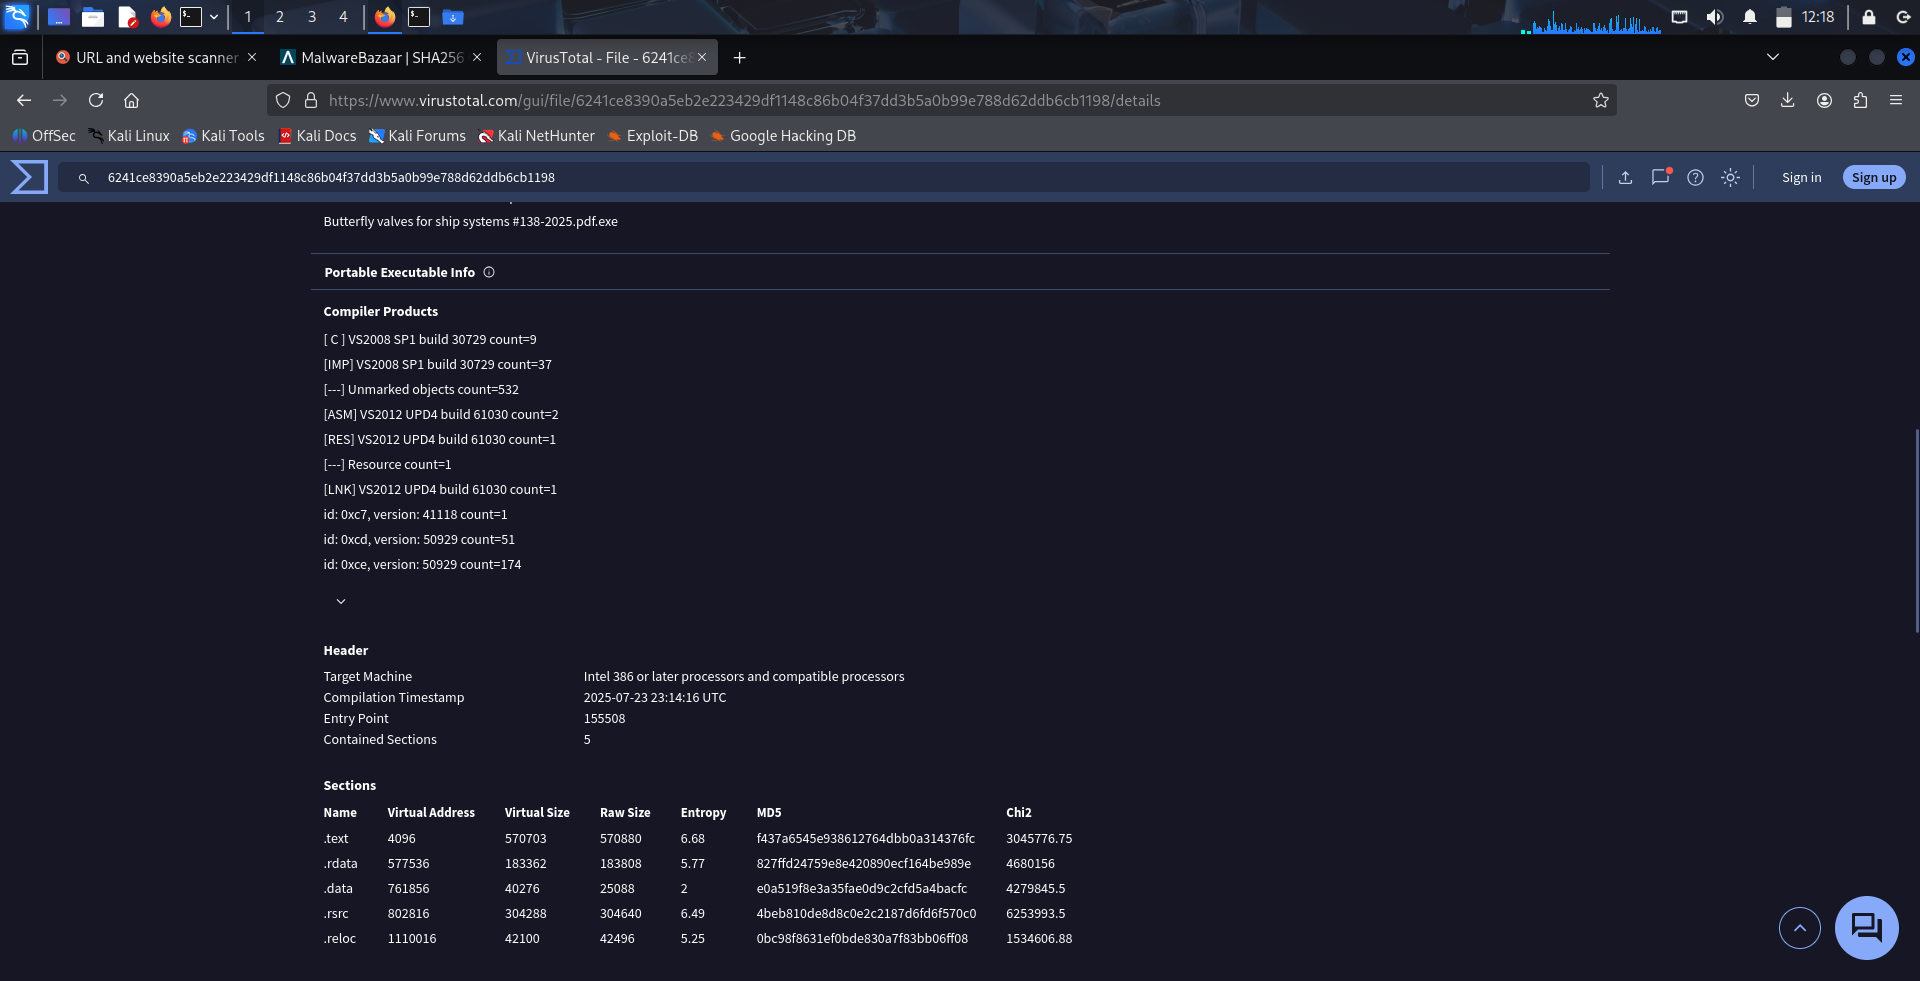 1 2 3 4 12:18
URL and website scanner MalwareBazaar | SHA256 VirusTotal - File - 6241ce8
https://www.virustotal.com/gui/file/6241ce8390a5eb2e223429df1148c86b04f37dd3b5a0b99e788d62ddb6cb1198/details
OffSec Kali Linux Kali Tools Kali Docs Kali Forums Kali NetHunter Exploit-DB Google Hacking DB
6241ce8390a5eb2e223429df1148c86b04f37dd3b5a0b99e788d62ddb6cb1198 Sign in Sign up
Butterfly valves for ship systems #138-2025.pdf.exe
Portable Executable Info
Compiler Products
[ C ] VS2008 SP1 build 30729 count=9
[IMP] VS2008 SP1 build 30729 count=37
[---] Unmarked objects count=532
[ASM] VS2012 UPD4 build 61030 count=2
[RES] VS2012 UPD4 build 61030 count=1
[---] Resource count=1
[LNK] VS2012 UPD4 build 61030 count=1
id: 0xc7, version: 41118 count=1
id: 0xcd, version: 50929 count=51
id: 0xce, version: 50929 count=174
Header
Target Machine Intel 386 or later processors and compatible processors
Compilation Timestamp 2025-07-23 23:14:16 UTC
Entry Point 155508
Contained Sections 5
Sections
Name Virtual Address Virtual Size Raw Size Entropy MD5 Chi2
.text 4096 570703 570880 6.68 f437a6545e938612764dbb0a314376fc 3045776.75
.rdata 577536 183362 183808 5.77 827ffd24759e8e420890ecf164be989e 4680156
.data 761856 40276 25088 2 e0a519f8e3a35fae0d9c2cfd5a4bacfc 4279845.5
.rsrc 802816 304288 304640 6.49 4beb810de8d8c0e2c2187d6fd6f570c0 6253993.5
.reloc 1110016 42100 42496 5.25 0bc98f8631ef0bde830a7f83bb06ff08 1534606.88